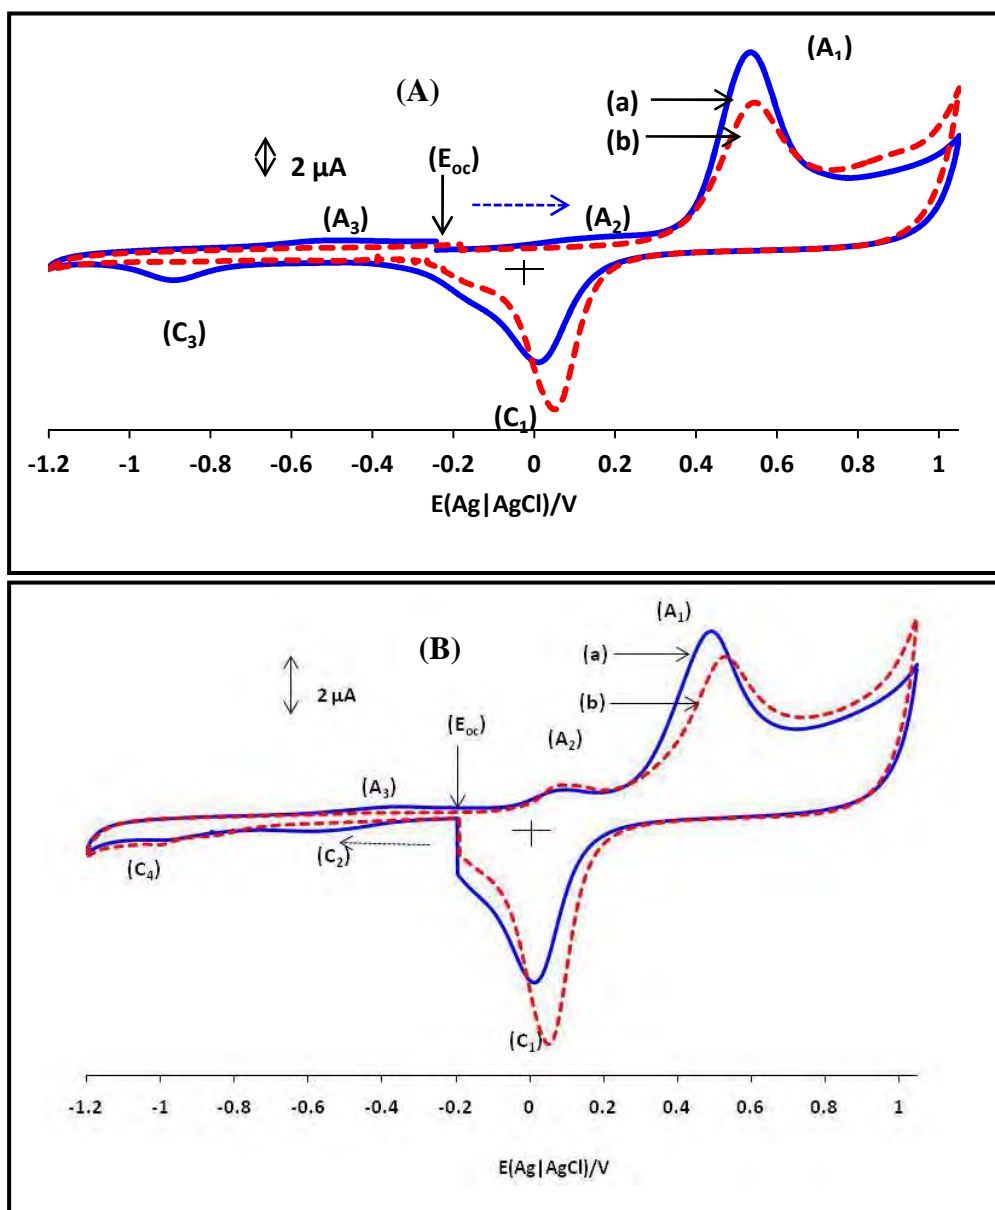 (A₁)
(A)
(a)
(b)
2 µA
(Eoc)
(A₃)
(A₂)
(C₃)
(C₁)
-1.2 -1 -0.8 -0.6 -0.4 -0.2 0 0.2 0.4 0.6 0.8 1
E(Ag|AgCl)/V
(A₁)
(B)
(a)
2 µA
(b)
(Eoc)
(A₂)
(A₃)
(C₂)
(C₄)
(C₁)
-1.2 -1 -0.8 -0.6 -0.4 -0.2 0 0.2 0.4 0.6 0.8 1
E(Ag|AgCl)/V